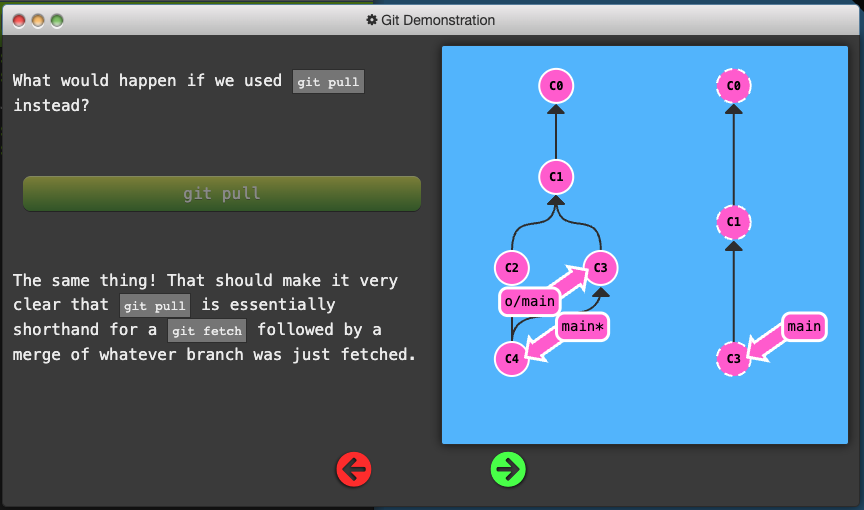 Git Demonstration
What would happen if we used git pull
instead?
git pull
The same thing! That should make it very
clear that git pull is essentially
shorthand for a git fetch followed by a
merge of whatever branch was just fetched.
C0
C1
C2
C3
o/main
main*
C4
C0
C1
main
C3